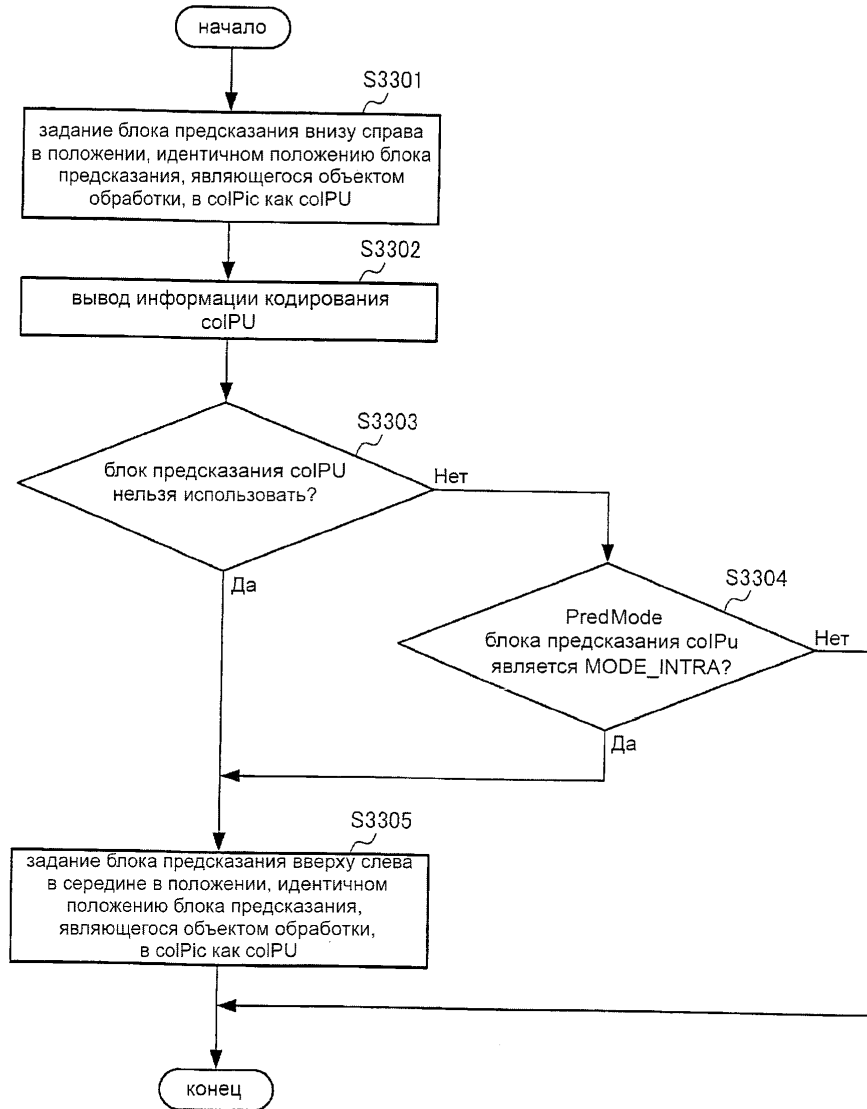 начало
S3301
задание блока предсказания внизу справа
в положении, идентичном положению блока
предсказания, являющегося объектом
обработки, в colPic как colPU
S3302
вывод информации кодирования
colPU
S3303
блок предсказания colPU
нельзя использовать?
Нет
Да
S3304
PredMode
блока предсказания colPu
является MODE_INTRA?
Нет
Да
S3305
задание блока предсказания вверху слева
в середине в положении, идентичном
положению блока предсказания,
являющегося объектом обработки,
в colPic как colPU
конец